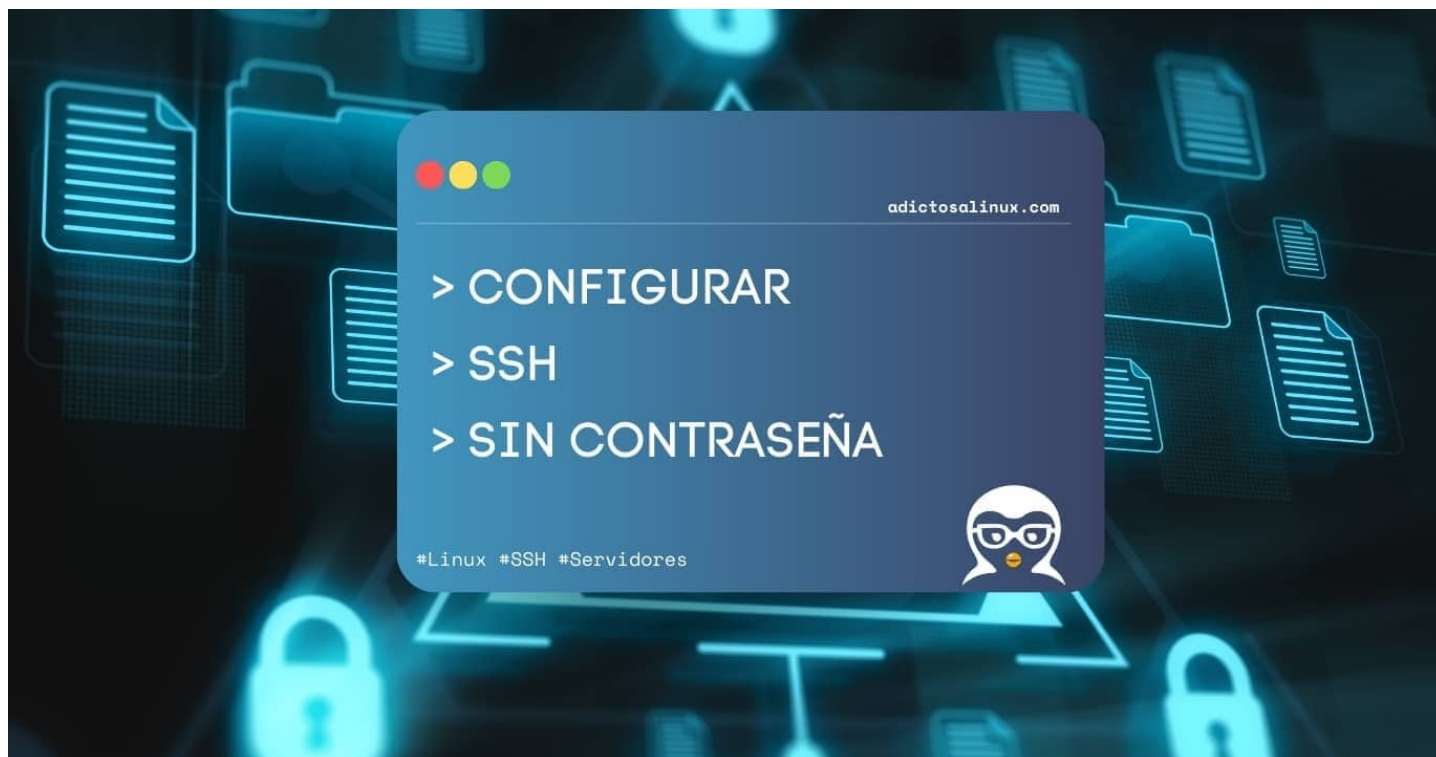 adictosalinux.com
> CONFIGURAR
> SSH
> SIN CONTRASEÑA
#Linux #SSH #Servidores